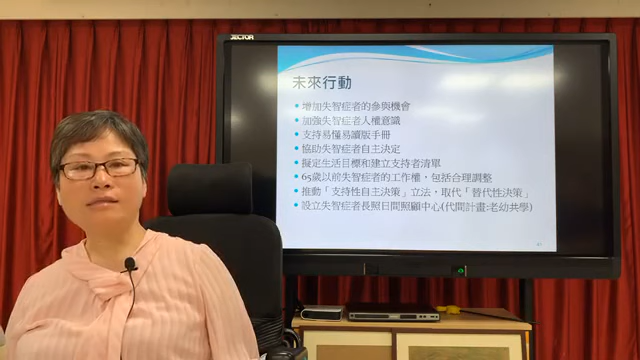 JECTOR
未來行動
增加失智症者的參與機會
加強失智症者人權意識
支持易懂易讀版手冊
協助失智症者自主決定
擬定生活目標和建立支持者清單
65歲以前失智症者的工作權，包括合理調整
推動「支持性自主決策」立法，取代「替代性決策」
設立失智症者長照日間照顧中心(代間計畫:老幼共學)